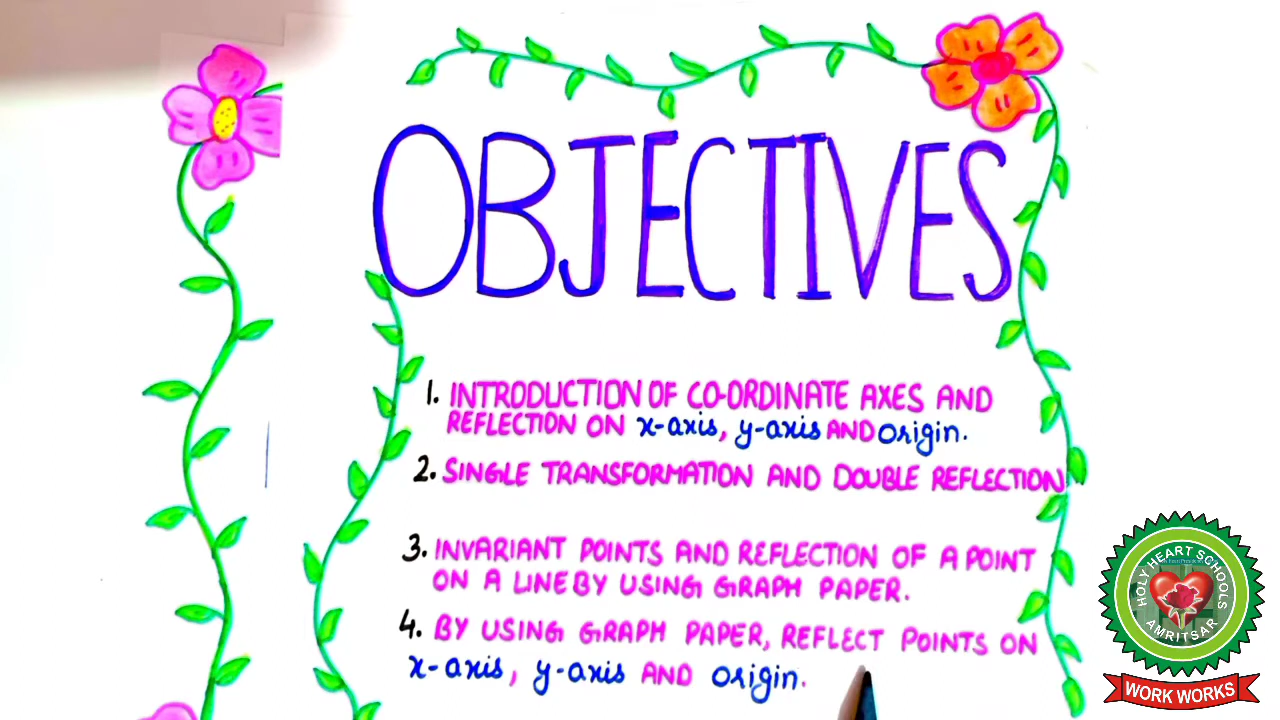 OBJECTIVES
1. INTRODUCTION OF CO-ORDINATE AXES AND
REFLECTION ON x-axis, y-axis AND origin.
2. SINGLE TRANSFORMATION AND DOUBLE REFLECTION
3. INVARIANT POINTS AND REFLECTION OF A POINT
ON A LINE BY USING GRAPH PAPER.
4. BY USING GRAPH PAPER, REFLECT POINTS ON
x-axis, y-axis AND origin.
HOLY HEART SCHOOLS
AMRITSAR
WORK WORKS